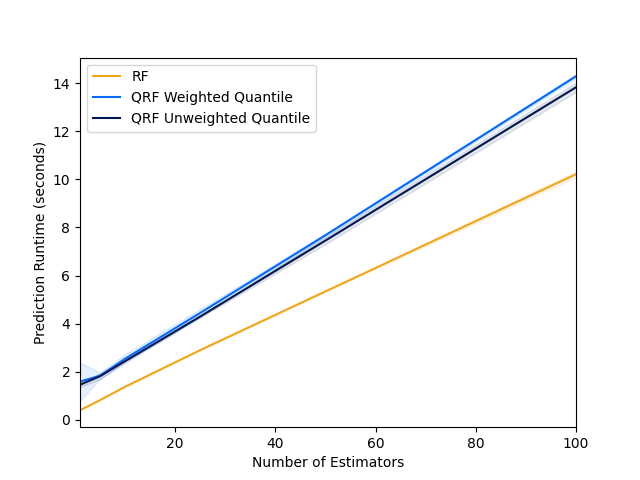 RF
QRF Weighted Quantile
QRF Unweighted Quantile
14
12
10
8
6
4
2
0
Prediction Runtime (seconds)
20 40 60 80 100
Number of Estimators